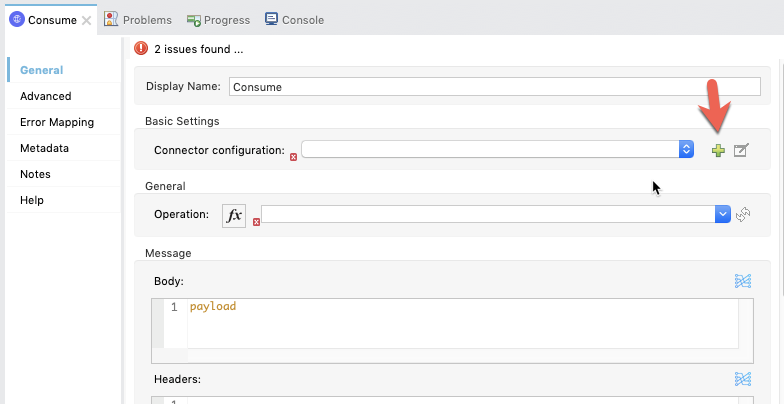 Consume Problems Progress Console
2 issues found ...
General
Advanced
Error Mapping
Metadata
Notes
Help
Display Name: Consume
Basic Settings
Connector configuration:
General
Operation: fx
Message
Body:
1 payload
Headers:
1